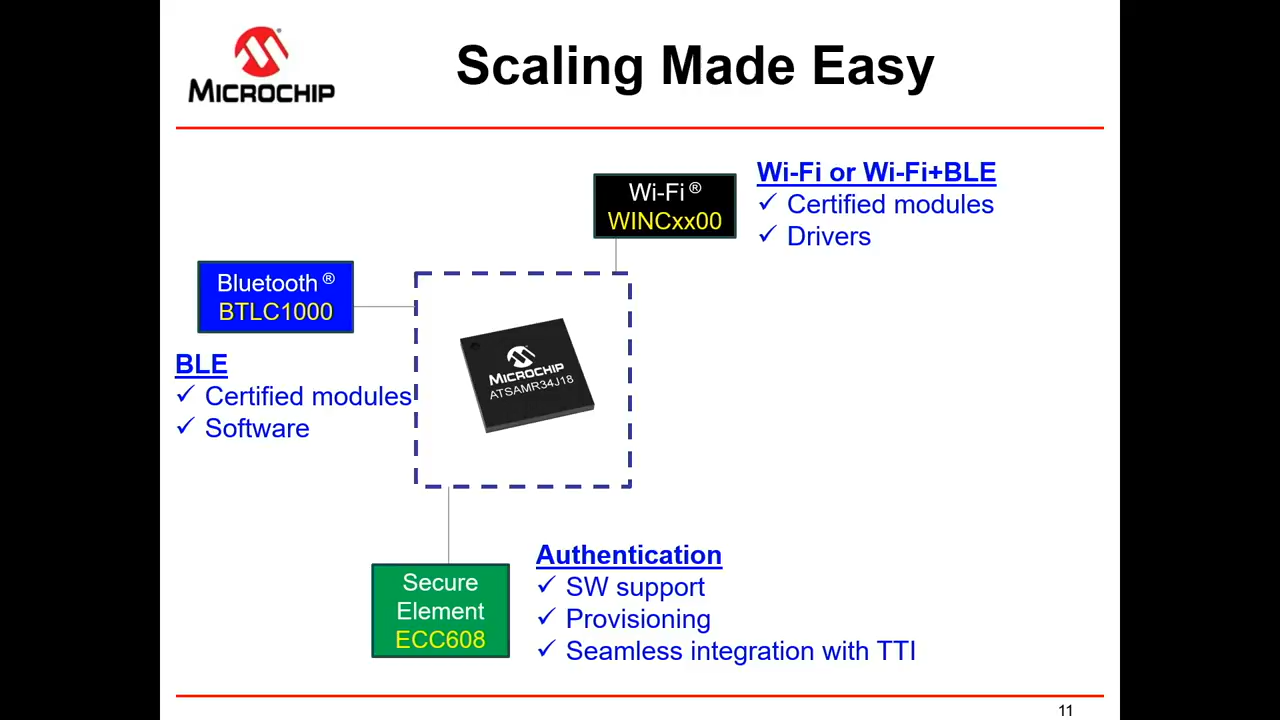 MICROCHIP
Scaling Made Easy
Wi-Fi ®
WINCxx00
Wi-Fi or Wi-Fi+BLE
✓ Certified modules
✓ Drivers
Bluetooth ®
BTLC1000
BLE
✓ Certified modules
✓ Software
MICROCHIP
ATSAMR34J18
Secure
Element
ECC608
Authentication
✓ SW support
✓ Provisioning
✓ Seamless integration with TTI
11